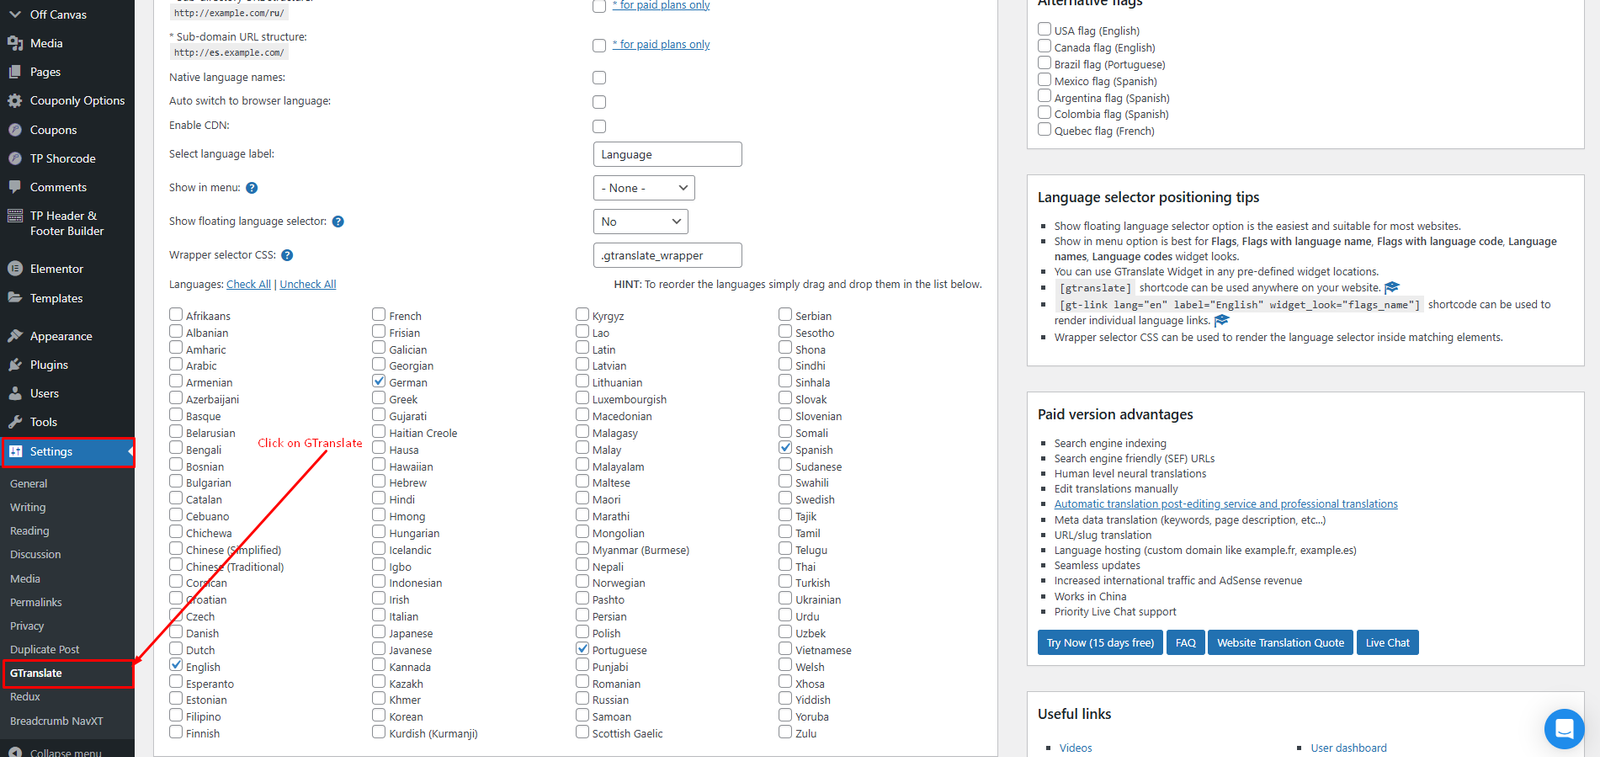 Off Canvas
Media
Pages
Couponly Options
Coupons
TP Shorcode
Comments
TP Header &
Footer Builder
Elementor
Templates
Appearance
Plugins
Users
Tools
Settings
General
Writing
Reading
Discussion
Media
Permalinks
Privacy
Duplicate Post
GTranslate
Redux
Breadcrumb NavXT
Collapse menu
http://example.com/ru/
* for paid plans only
* Sub-domain URL structure:
http://es.example.com/
* for paid plans only
Native language names:
Auto switch to browser language:
Enable CDN:
Select language label:
Language
Show in menu: ?
- None -
Show floating language selector: ?
No
Wrapper selector CSS: ?
.gtranslate_wrapper
Languages: Check All | Uncheck All
HINT: To reorder the languages simply drag and drop them in the list below.
Click on GTranslate
Afrikaans
Albanian
Amharic
Arabic
Armenian
Azerbaijani
Basque
Belarusian
Bengali
Bosnian
Bulgarian
Catalan
Cebuano
Chichewa
Chinese (Simplified)
Chinese (Traditional)
Corsican
Croatian
Czech
Danish
Dutch
English
Esperanto
Estonian
Filipino
Finnish
French
Frisian
Galician
Georgian
German
Greek
Gujarati
Haitian Creole
Hausa
Hawaiian
Hebrew
Hindi
Hmong
Hungarian
Icelandic
Igbo
Indonesian
Irish
Italian
Japanese
Javanese
Kannada
Kazakh
Khmer
Korean
Kurdish (Kurmanji)
Kyrgyz
Lao
Latin
Latvian
Lithuanian
Luxembourgish
Macedonian
Malagasy
Malay
Malayalam
Maltese
Maori
Marathi
Mongolian
Myanmar (Burmese)
Nepali
Norwegian
Pashto
Persian
Polish
Portuguese
Punjabi
Romanian
Russian
Samoan
Scottish Gaelic
Serbian
Sesotho
Shona
Sindhi
Sinhala
Slovak
Slovenian
Somali
Spanish
Sudanese
Swahili
Swedish
Tajik
Tamil
Telugu
Thai
Turkish
Ukrainian
Urdu
Uzbek
Vietnamese
Welsh
Xhosa
Yiddish
Yoruba
Zulu
Alternative flags
USA flag (English)
Canada flag (English)
Brazil flag (Portuguese)
Mexico flag (Spanish)
Argentina flag (Spanish)
Colombia flag (Spanish)
Quebec flag (French)
Language selector positioning tips
Show floating language selector option is the easiest and suitable for most websites.
Show in menu option is best for Flags, Flags with language name, Flags with language code, Language
names, Language codes widget looks.
You can use GTranslate Widget in any pre-defined widget locations.
[gtranslate] shortcode can be used anywhere on your website.
[gt-link lang="en" label="English" widget_look="flags_name"] shortcode can be used to
render individual language links.
Wrapper selector CSS can be used to render the language selector inside matching elements.
Paid version advantages
Search engine indexing
Search engine friendly (SEF) URLs
Human level neural translations
Edit translations manually
Automatic translation post-editing service and professional translations
Meta data translation (keywords, page description, etc...)
URL/slug translation
Language hosting (custom domain like example.fr, example.es)
Seamless updates
Increased international traffic and AdSense revenue
Works in China
Priority Live Chat support
Try Now (15 days free)
FAQ
Website Translation Quote
Live Chat
Useful links
Videos
User dashboard